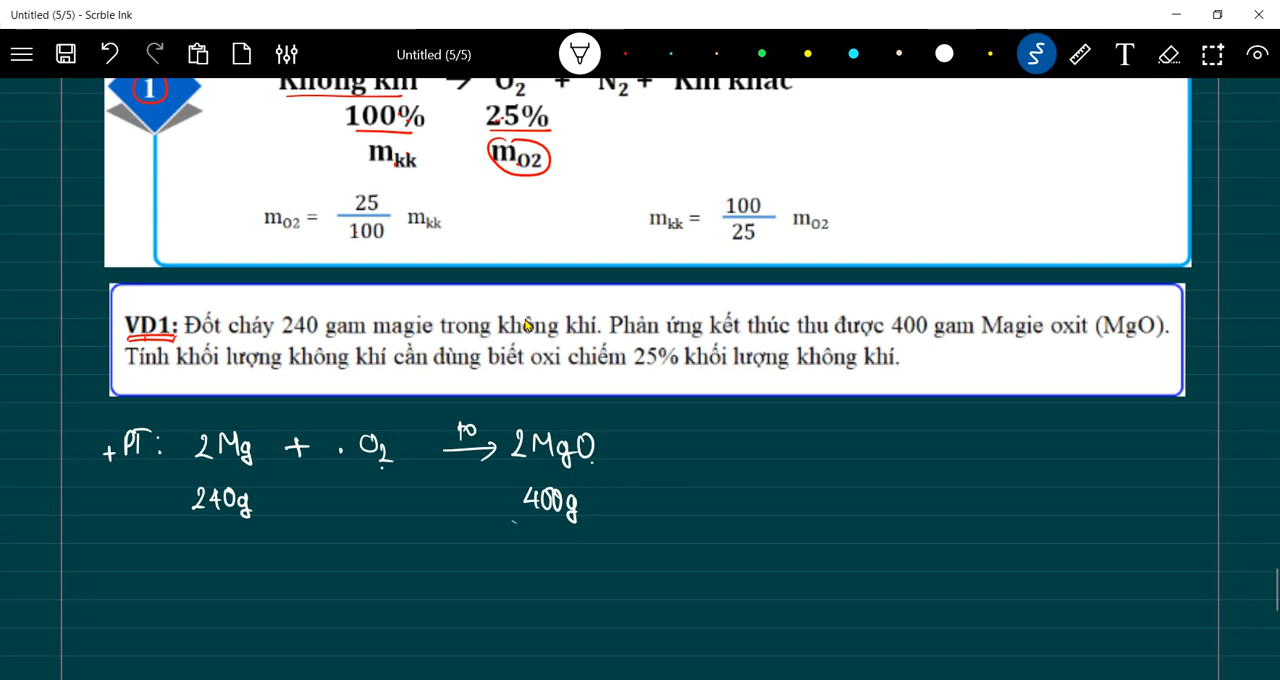 Untitled (5/5) - Scrble Ink
Untitled (5/5)
T
1
Không khí → O2 + N2 + Khí khác
100% 25%
mkk mO2
mO2 = 25/100 mkk
mkk = 100/25 mO2
VD1: Đốt cháy 240 gam magie trong không khí. Phản ứng kết thúc thu được 400 gam Magie oxit (MgO).
Tính khối lượng không khí cần dùng biết oxi chiếm 25% khối lượng không khí.
+ PT: 2Mg + O2 →(to) 2MgO
240g 400g